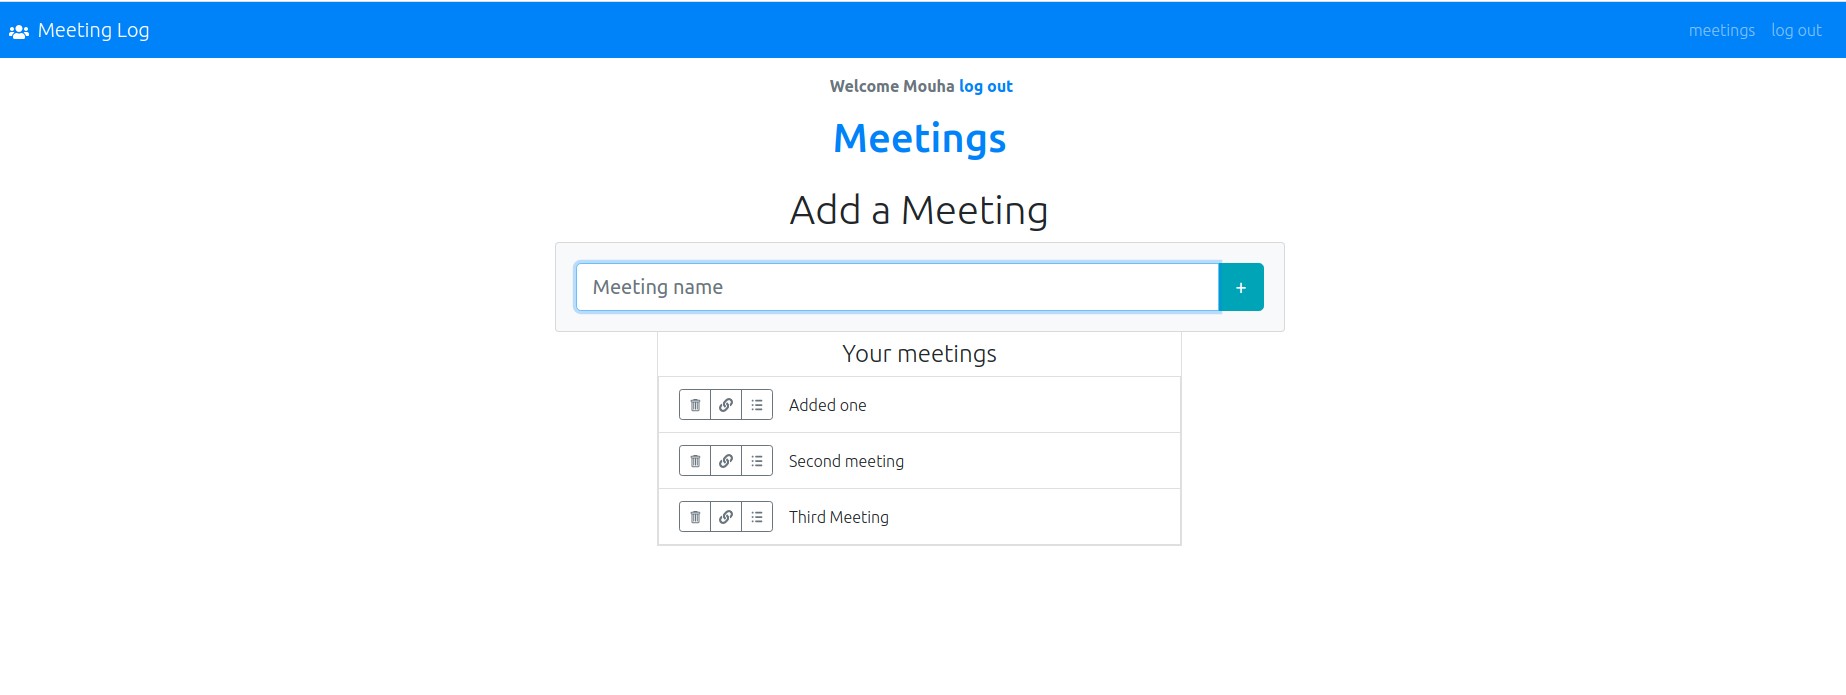 Meeting Log
meetings log out
Welcome Mouha log out
Meetings
Add a Meeting
Meeting name
+
Your meetings
Added one
Second meeting
Third Meeting